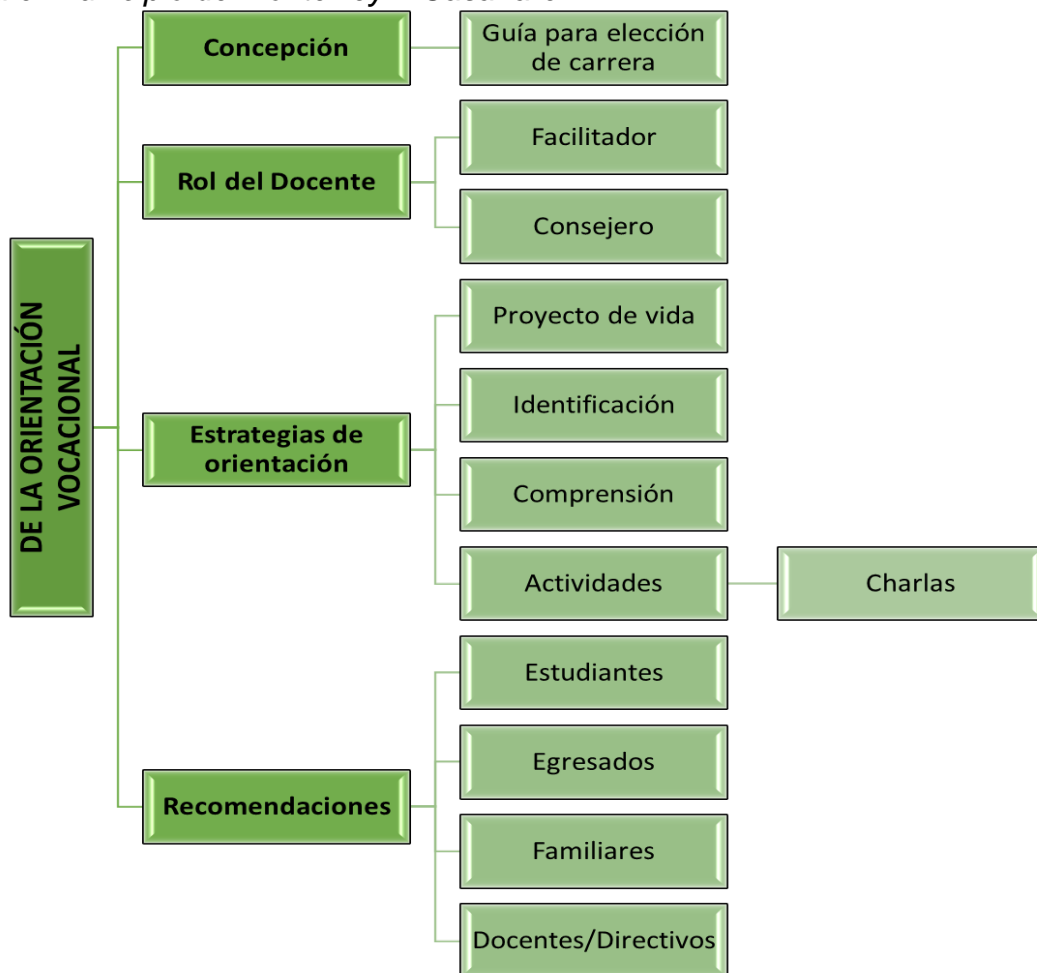 Concepción
Guía para elección
de carrera
Rol del Docente
Facilitador
Consejero
DE LA ORIENTACIÓN
VOCACIONAL
Estrategias de
orientación
Proyecto de vida
Identificación
Comprensión
Actividades
Charlas
Recomendaciones
Estudiantes
Egresados
Familiares
Docentes/Directivos